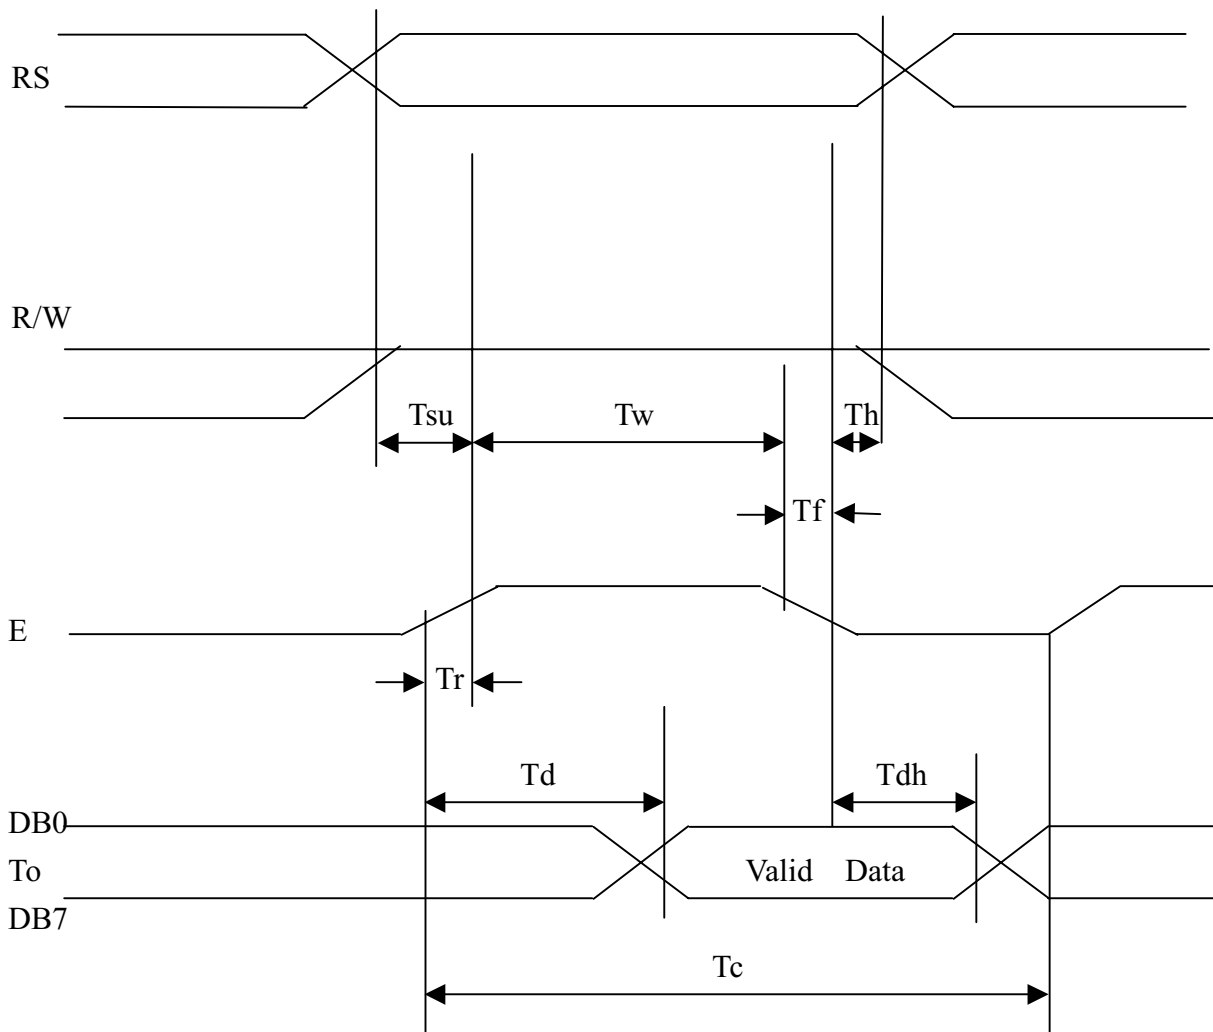 RS
R/W
Tsu Tw Th
Tf
E
Tr
Td Tdh
DB0
To Valid Data
DB7
Tc